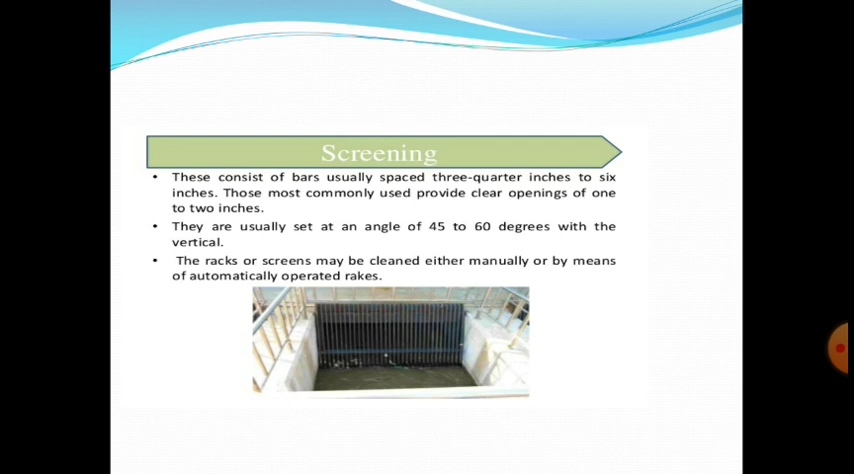 Screening
• These consist of bars usually spaced three-quarter inches to six
inches. Those most commonly used provide clear openings of one
to two inches.
• They are usually set at an angle of 45 to 60 degrees with the
vertical.
• The racks or screens may be cleaned either manually or by means
of automatically operated rakes.